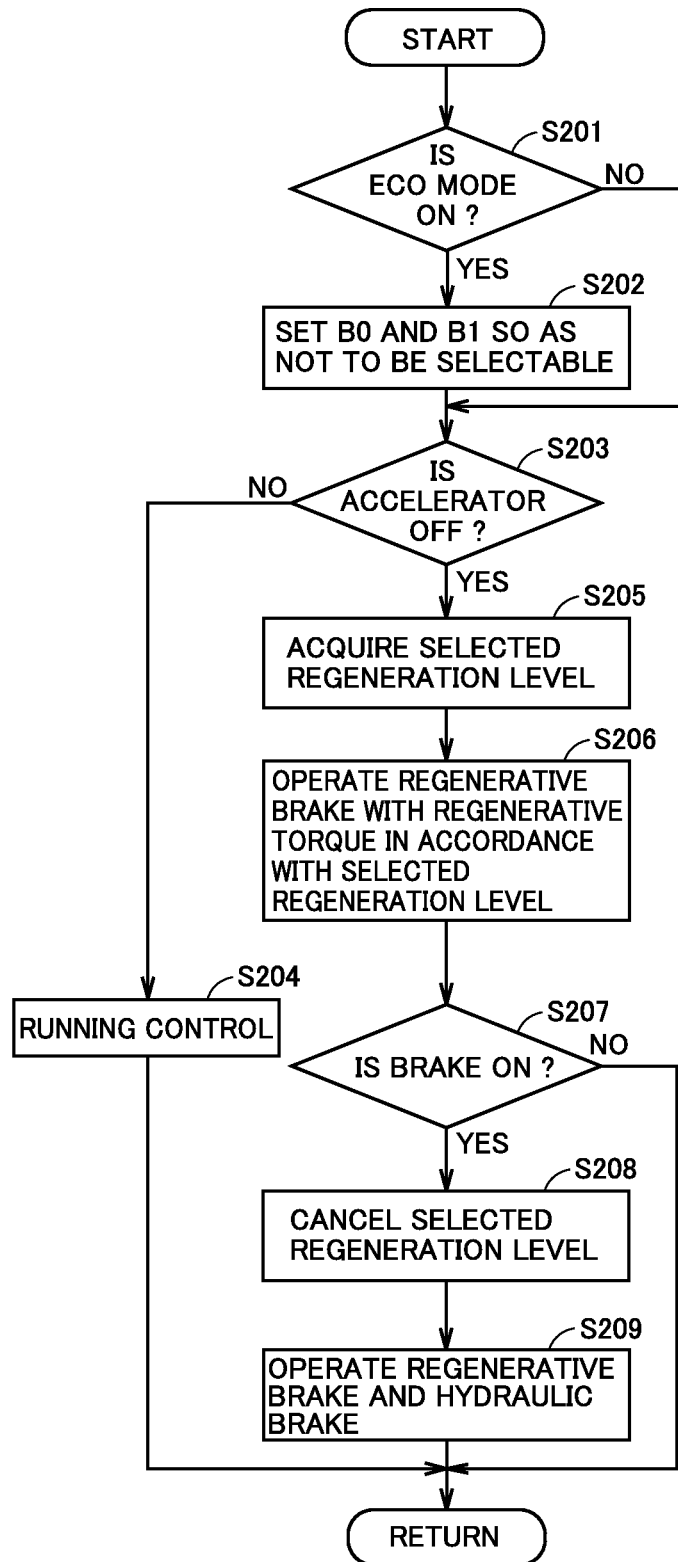 START
S201
IS
ECO MODE
ON ?
NO
YES
S202
SET B0 AND B1 SO AS
NOT TO BE SELECTABLE
S203
IS
ACCELERATOR
OFF ?
NO
YES
S205
ACQUIRE SELECTED
REGENERATION LEVEL
S206
OPERATE REGENERATIVE
BRAKE WITH REGENERATIVE
TORQUE IN ACCORDANCE
WITH SELECTED
REGENERATION LEVEL
S204
RUNNING CONTROL
S207
IS BRAKE ON ?
NO
YES
S208
CANCEL SELECTED
REGENERATION LEVEL
S209
OPERATE REGENERATIVE
BRAKE AND HYDRAULIC
BRAKE
RETURN